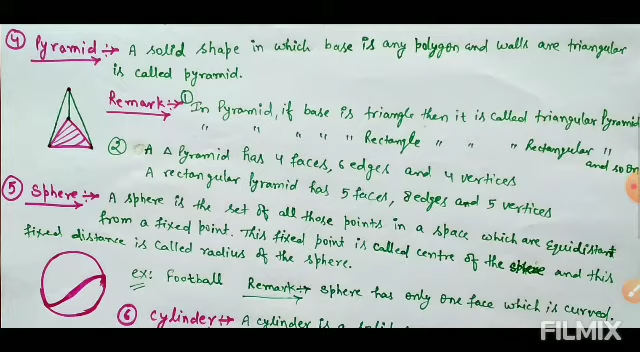 ④ Pyramid :→ A solid shape in which base is any polygon and walls are triangular
is called pyramid.
Remark :→ ① In Pyramid, if base is triangle then it is called triangular Pyramid
" " " " " Rectangle " " " Rectangular " and so on
② A △ Pyramid has 4 faces, 6 edges and 4 vertices
A rectangular Pyramid has 5 faces, 8 edges and 5 vertices
⑤ Sphere :→ A sphere is the set of all those points in a space which are equidistant
from a fixed point. This fixed point is called centre of the sphere and this
fixed distance is called radius of the sphere.
ex: Football Remark :→ sphere has only one face which is curved.
⑥ Cylinder :→ A cylinder is a solid
FILMIX